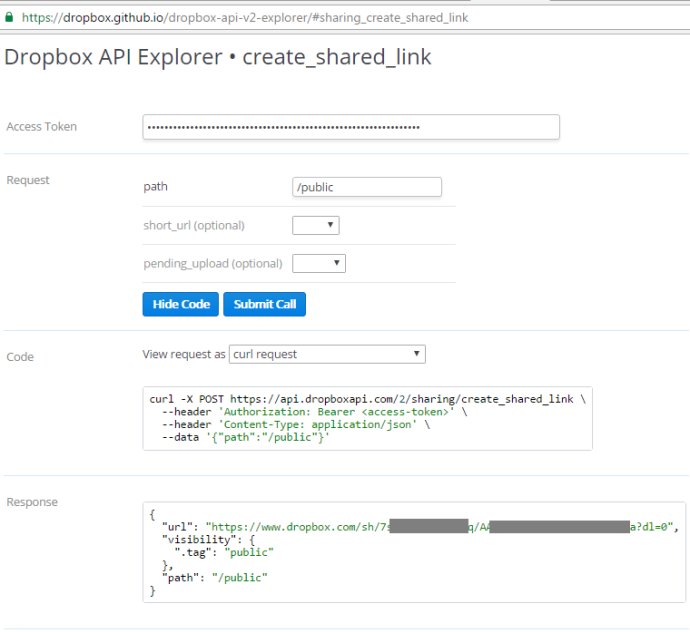 https://dropbox.github.io/dropbox-api-v2-explorer/#sharing_create_shared_link
Dropbox API Explorer • create_shared_link
Access Token
Request
path
/public
short_url (optional)
pending_upload (optional)
Hide Code Submit Call
Code
View request as curl request
curl -X POST https://api.dropboxapi.com/2/sharing/create_shared_link \
--header 'Authorization: Bearer <access-token>' \
--header 'Content-Type: application/json' \
--data '{"path":"/public"}'
Response
{
"url": "https://www.dropbox.com/sh/7s q/AA a?dl=0",
"visibility": {
".tag": "public"
},
"path": "/public"
}